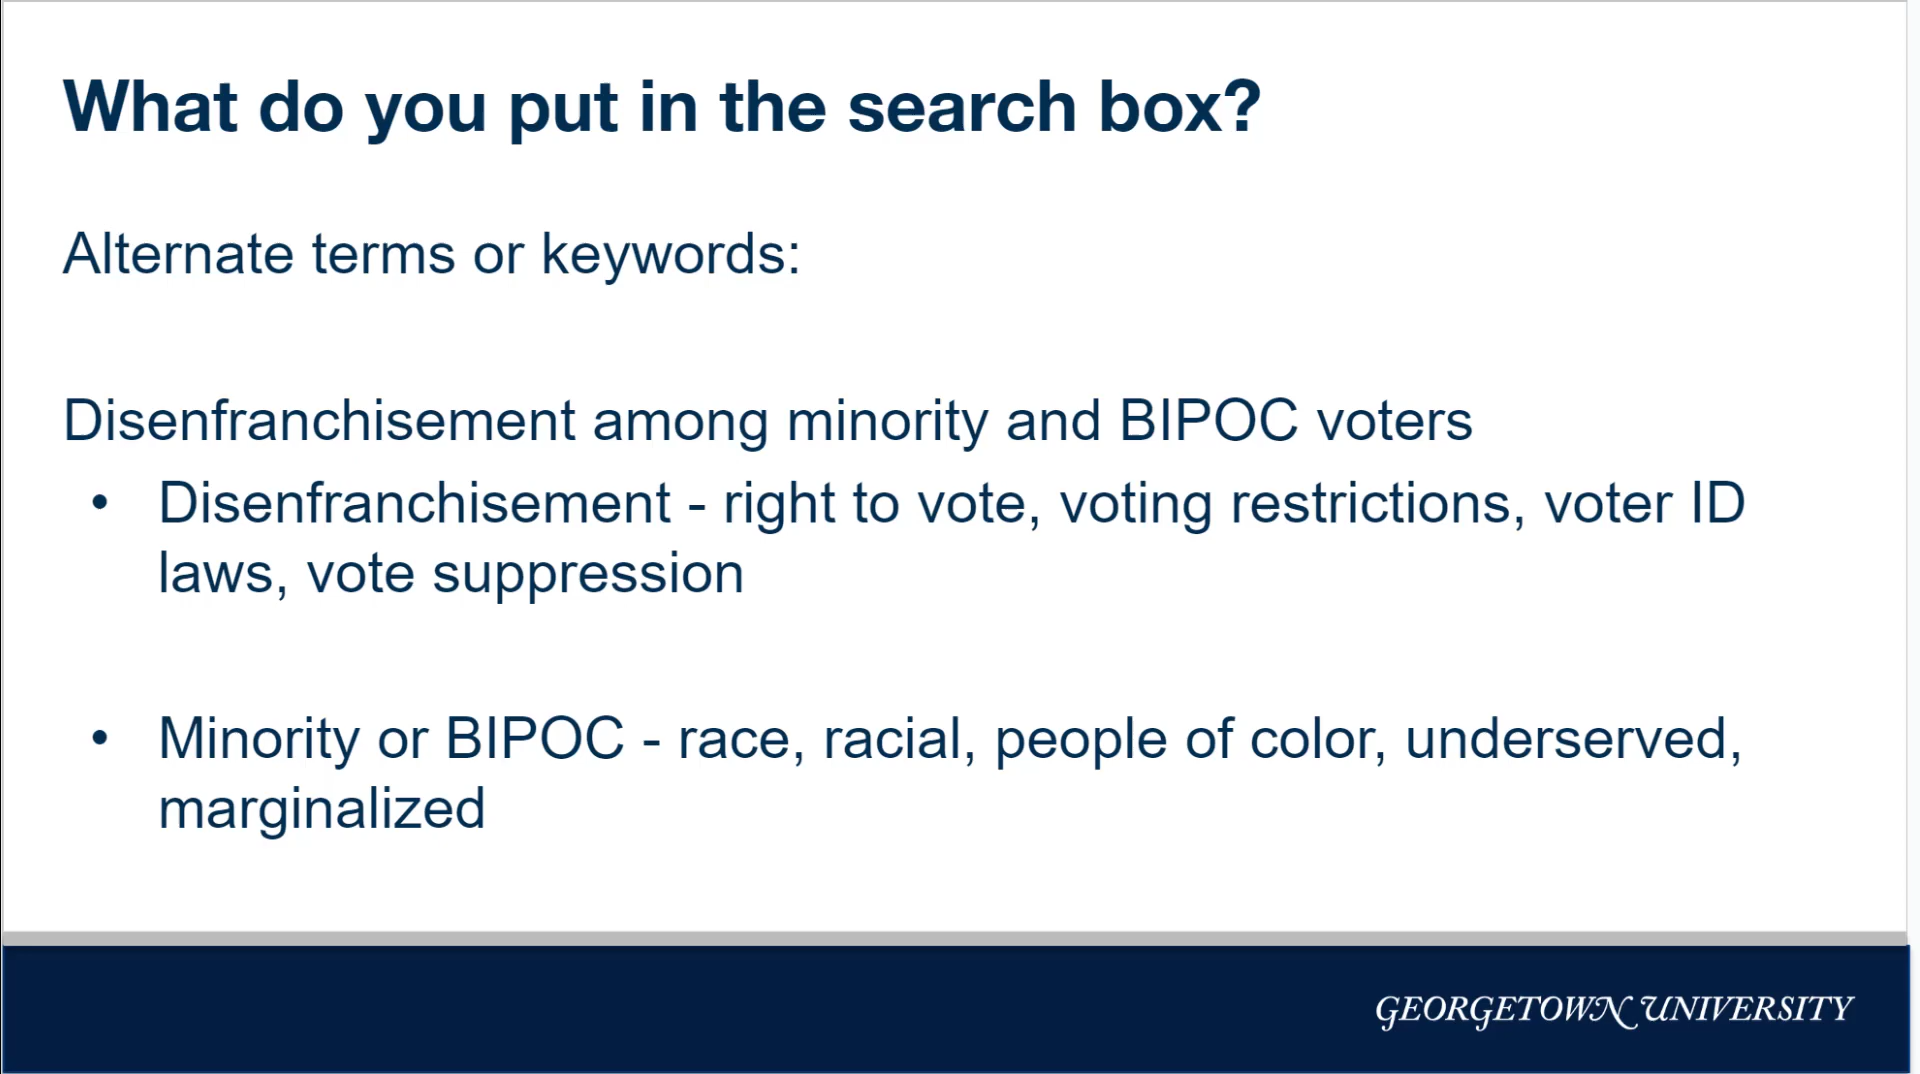 What do you put in the search box?
Alternate terms or keywords:
Disenfranchisement among minority and BIPOC voters
• Disenfranchisement - right to vote, voting restrictions, voter ID
laws, vote suppression
• Minority or BIPOC - race, racial, people of color, underserved,
marginalized
GEORGETOWN UNIVERSITY